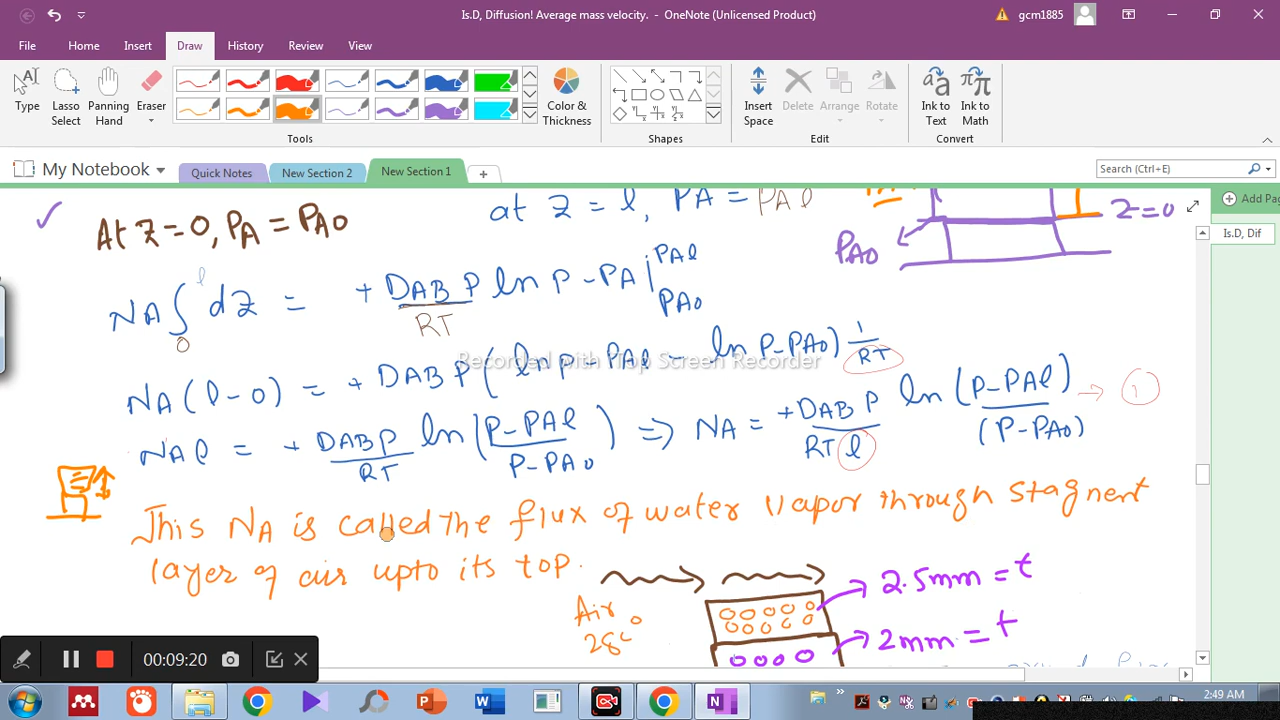 Is.D, Diffusion! Average mass velocity. - OneNote (Unlicensed Product)
gcm1885
File Home Insert Draw History Review View
Type
Lasso Select
Panning Hand
Eraser
Color & Thickness
Insert Space
Delete
Arrange
Rotate
Ink to Text
Ink to Math
Tools
Shapes
Edit
Convert
My Notebook
Quick Notes
New Section 2
New Section 1
Search (Ctrl+E)
Add Pag
Is.D, Dif
At Z=0, PA = PA0
at Z = l, PA = PAl
Z=0
PA0
NA ∫₀ˡ dZ = + DAB P / RT ln P - PA | PAl PA0
NA (l-0) = + DAB P (ln P-PAl - ln P-PA0) 1/RT
Recorded with iTop Screen Recorder
NAl = + DABP / RT ln (P-PAl / P-PA0) => NA = + DAB P / RT l ln (P-PAl) / (P-PA0) → 1
This NA is called the flux of water vapor through stagnent
layer of air upto its top.
Air
28°
2.5mm = t
2mm = t
00:09:20
2:49 AM